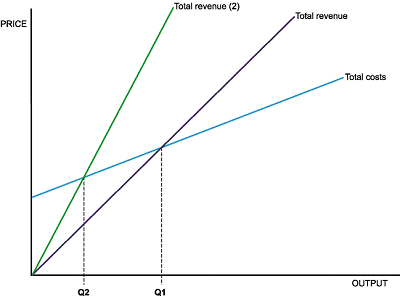 Total revenue (2)
Total revenue
PRICE
Total costs
OUTPUT
Q2
Q1